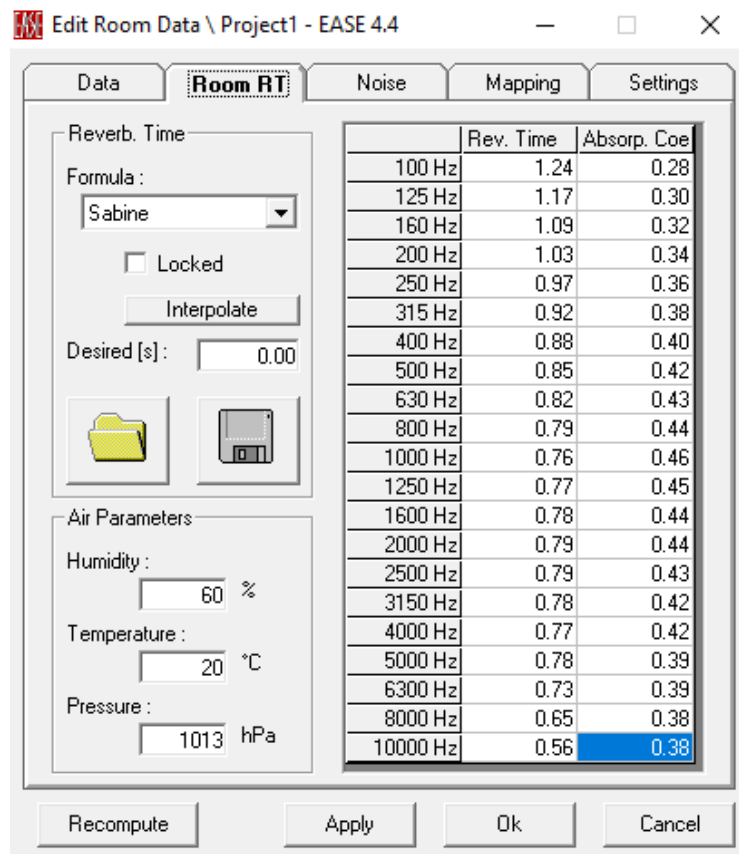 EASE Edit Room Data \ Project1 - EASE 4.4
Data Room RT Noise Mapping Settings
Reverb. Time
Formula :
Sabine
Locked
Interpolate
Desired [s] : 0.00
Air Parameters
Humidity :
60 %
Temperature :
20 °C
Pressure :
1013 hPa
Rev. Time Absorp. Coe
100 Hz 1.24 0.28
125 Hz 1.17 0.30
160 Hz 1.09 0.32
200 Hz 1.03 0.34
250 Hz 0.97 0.36
315 Hz 0.92 0.38
400 Hz 0.88 0.40
500 Hz 0.85 0.42
630 Hz 0.82 0.43
800 Hz 0.79 0.44
1000 Hz 0.76 0.46
1250 Hz 0.77 0.45
1600 Hz 0.78 0.44
2000 Hz 0.79 0.44
2500 Hz 0.79 0.43
3150 Hz 0.78 0.42
4000 Hz 0.77 0.42
5000 Hz 0.78 0.39
6300 Hz 0.73 0.39
8000 Hz 0.65 0.38
10000 Hz 0.56 0.38
Recompute Apply Ok Cancel